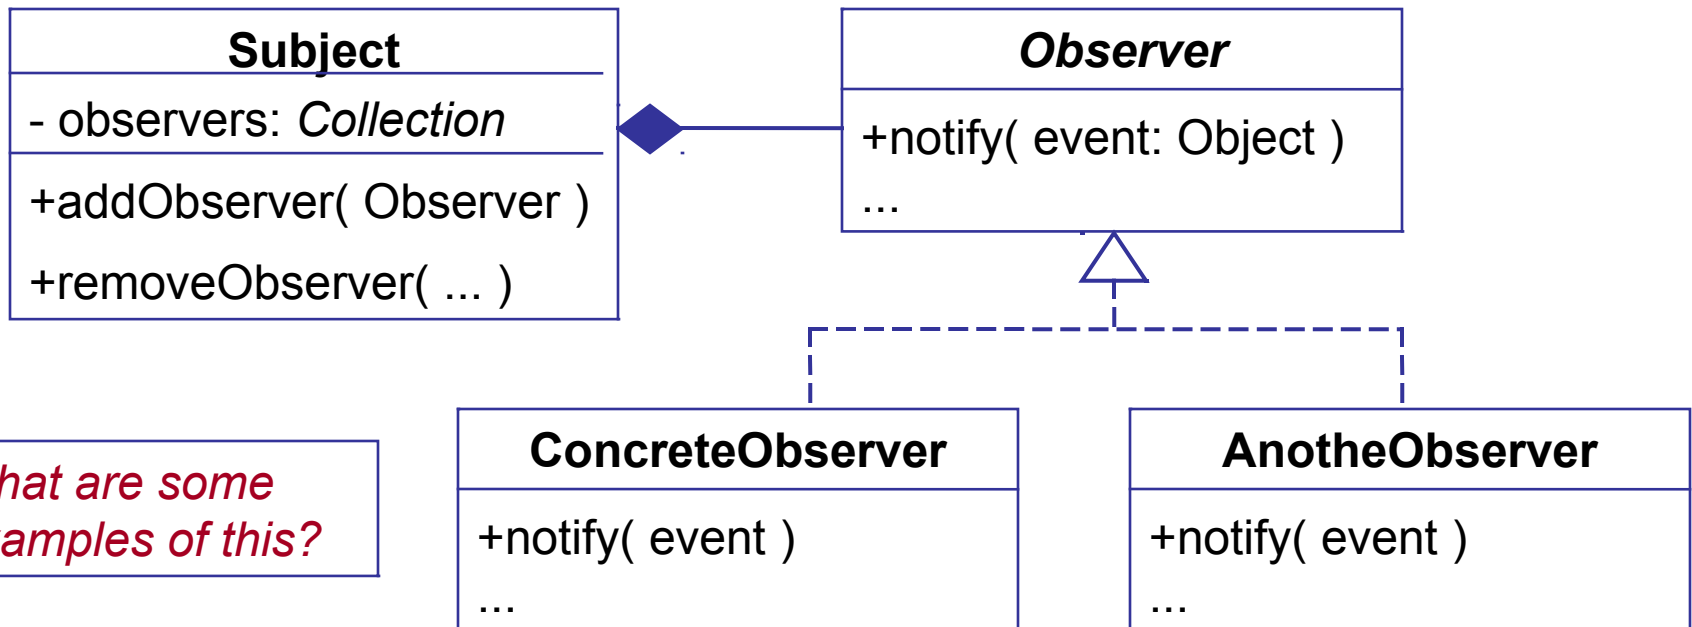 Subject
- observers: Collection
+addObserver( Observer )
+removeObserver( ... )
Observer
+notify( event: Object )
...
hat are some
amples of this?
ConcreteObserver
+notify( event )
...
AnotheObserver
+notify( event )
...